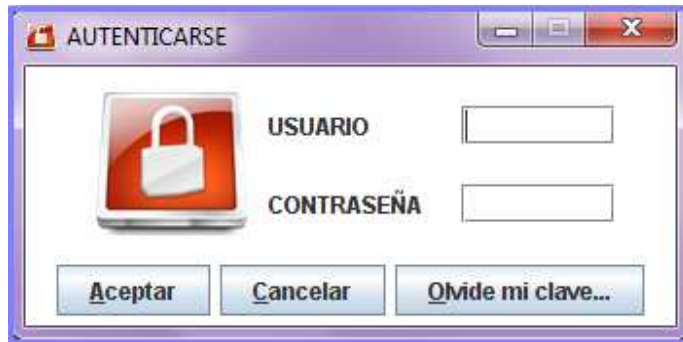 AUTENTICARSE
USUARIO
CONTRASEÑA
Aceptar Cancelar Olvide mi clave...